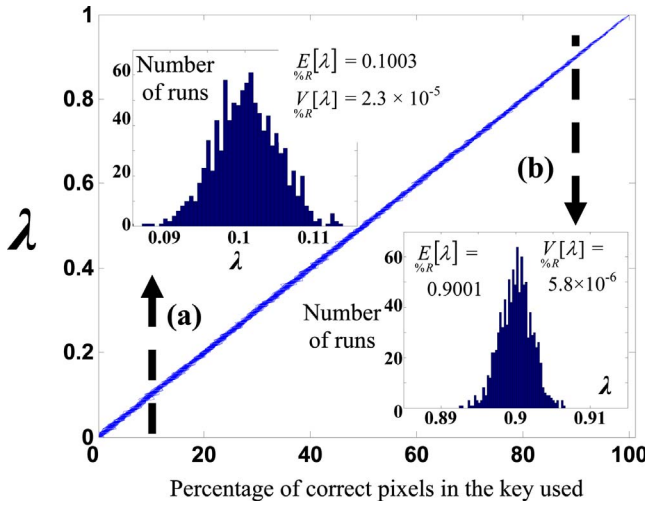 1
0.8
0.6
0.4
0.2
0
λ
0 20 40 60 80 100
Percentage of correct pixels in the key used
Number
of runs
E[λ] = 0.1003
%R
V[λ] = 2.3 × 10-5
%R
60
40
20
0
0.09 0.1 0.11
λ
(a)
(b)
E[λ] =
%R
0.9001
V[λ] =
%R
5.8×10-6
Number
of runs
60
40
20
0
λ
0.89 0.9 0.91